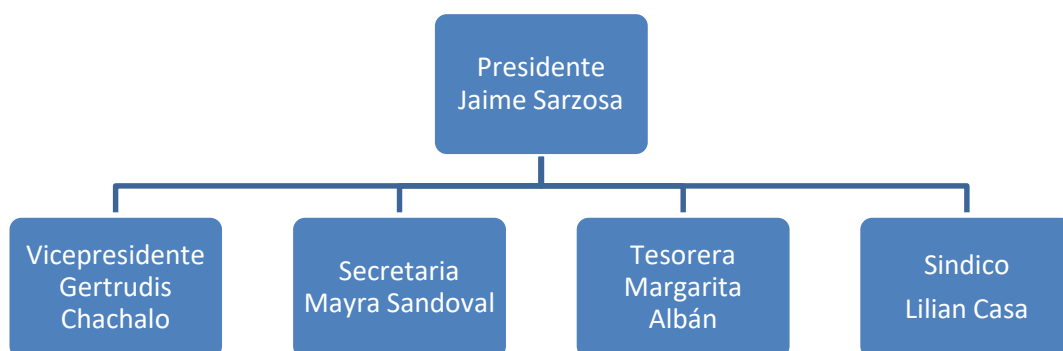 Presidente
Jaime Sarzosa
Vicepresidente
Gertrudis
Chachalo
Secretaria
Mayra Sandoval
Tesorera
Margarita
Albán
Sindico
Lilian Casa